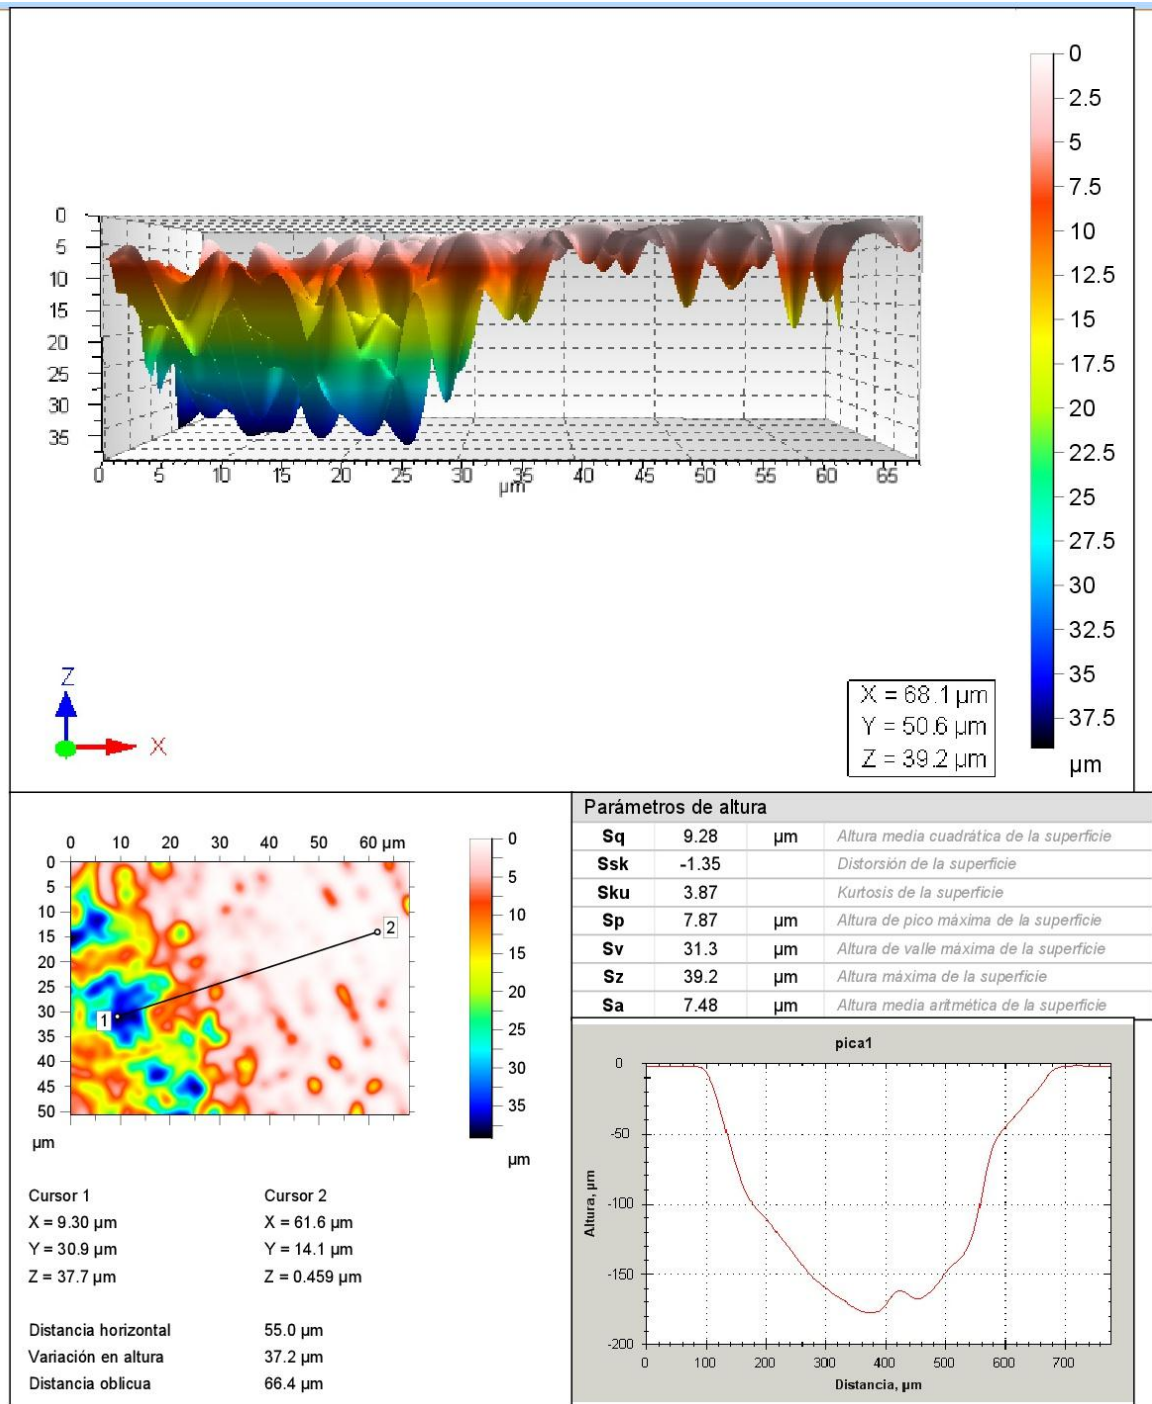 0
2.5
5
7.5
10
12.5
15
17.5
20
22.5
25
27.5
30
32.5
35
37.5
µm
0
5
10
15
20
25
30
35
0 5 10 15 20 25 30 35 40 45 50 55 60 65
µm
Z
X
X = 68.1 µm
Y = 50.6 µm
Z = 39.2 µm
0 10 20 30 40 50 60 µm
0
5
10
15
20
25
30
35
40
45
50
µm
1
2
0
5
10
15
20
25
30
35
µm
Cursor 1 Cursor 2
X = 9.30 µm X = 61.6 µm
Y = 30.9 µm Y = 14.1 µm
Z = 37.7 µm Z = 0.459 µm
Distancia horizontal 55.0 µm
Variación en altura 37.2 µm
Distancia oblicua 66.4 µm
Parámetros de altura
Sq 9.28 µm Altura media cuadrática de la superficie
Ssk -1.35 Distorsión de la superficie
Sku 3.87 Kurtosis de la superficie
Sp 7.87 µm Altura de pico máxima de la superficie
Sv 31.3 µm Altura de valle máxima de la superficie
Sz 39.2 µm Altura máxima de la superficie
Sa 7.48 µm Altura media aritmética de la superficie
pica1
0
-50
-100
-150
-200
Altura, µm
0 100 200 300 400 500 600 700
Distancia, µm